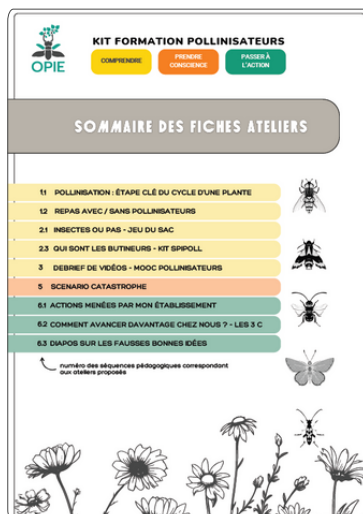 OPIE
KIT FORMATION POLLINISATEURS
COMPRENDRE
PRENDRE
CONSCIENCE
PASSER À
L'ACTION
SOMMAIRE DES FICHES ATELIERS
1.1 POLLINISATION : ÉTAPE CLÉ DU CYCLE D'UNE PLANTE
1.2 REPAS AVEC / SANS POLLINISATEURS
2.1 INSECTES OU PAS - JEU DU SAC
2.3 QUI SONT LES BUTINEURS - KIT SPIPOLL
3 DEBRIEF DE VIDÉOS - MOOC POLLINISATEURS
5 SCENARIO CATASTROPHE
6.1 ACTIONS MENÉES PAR MON ÉTABLISSEMENT
6.2 COMMENT AVANCER DAVANTAGE CHEZ NOUS ? - LES 3 C
6.3 DIAPOS SUR LES FAUSSES BONNES IDÉES
numéro des séquences pédagogiques correspondant
aux ateliers proposés